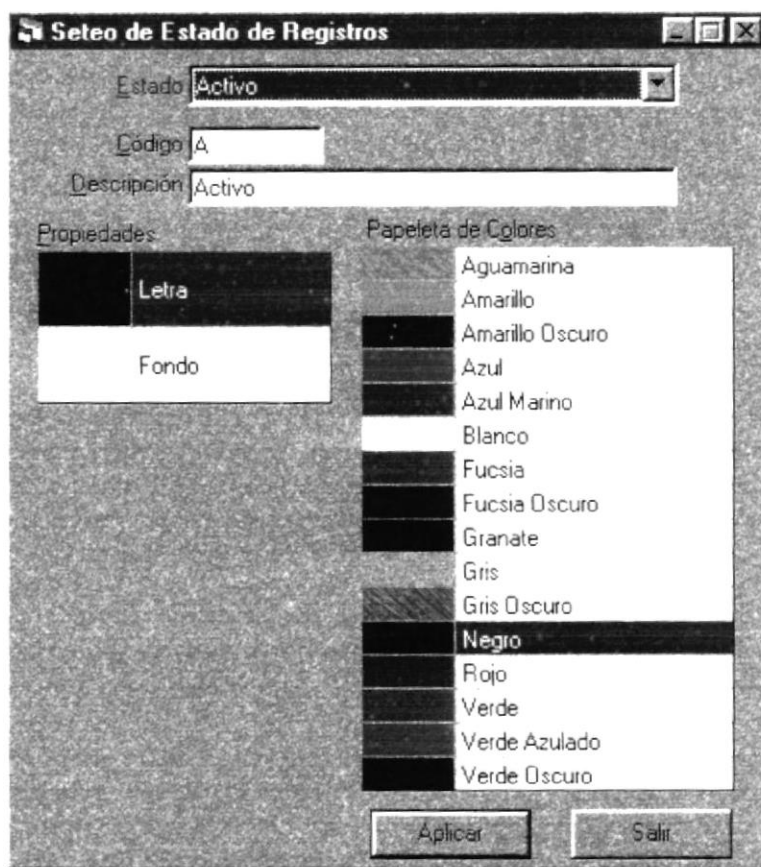 Seteo de Estado de Registros
Estado Activo
Código A
Descripción Activo
Propiedades
Letra
Fondo
Papeleta de Colores
Aguamarina
Amarillo
Amarillo Oscuro
Azul
Azul Marino
Blanco
Fucsia
Fucsia Oscuro
Granate
Gris
Gris Oscuro
Negro
Rojo
Verde
Verde Azulado
Verde Oscuro
Aplicar Salir